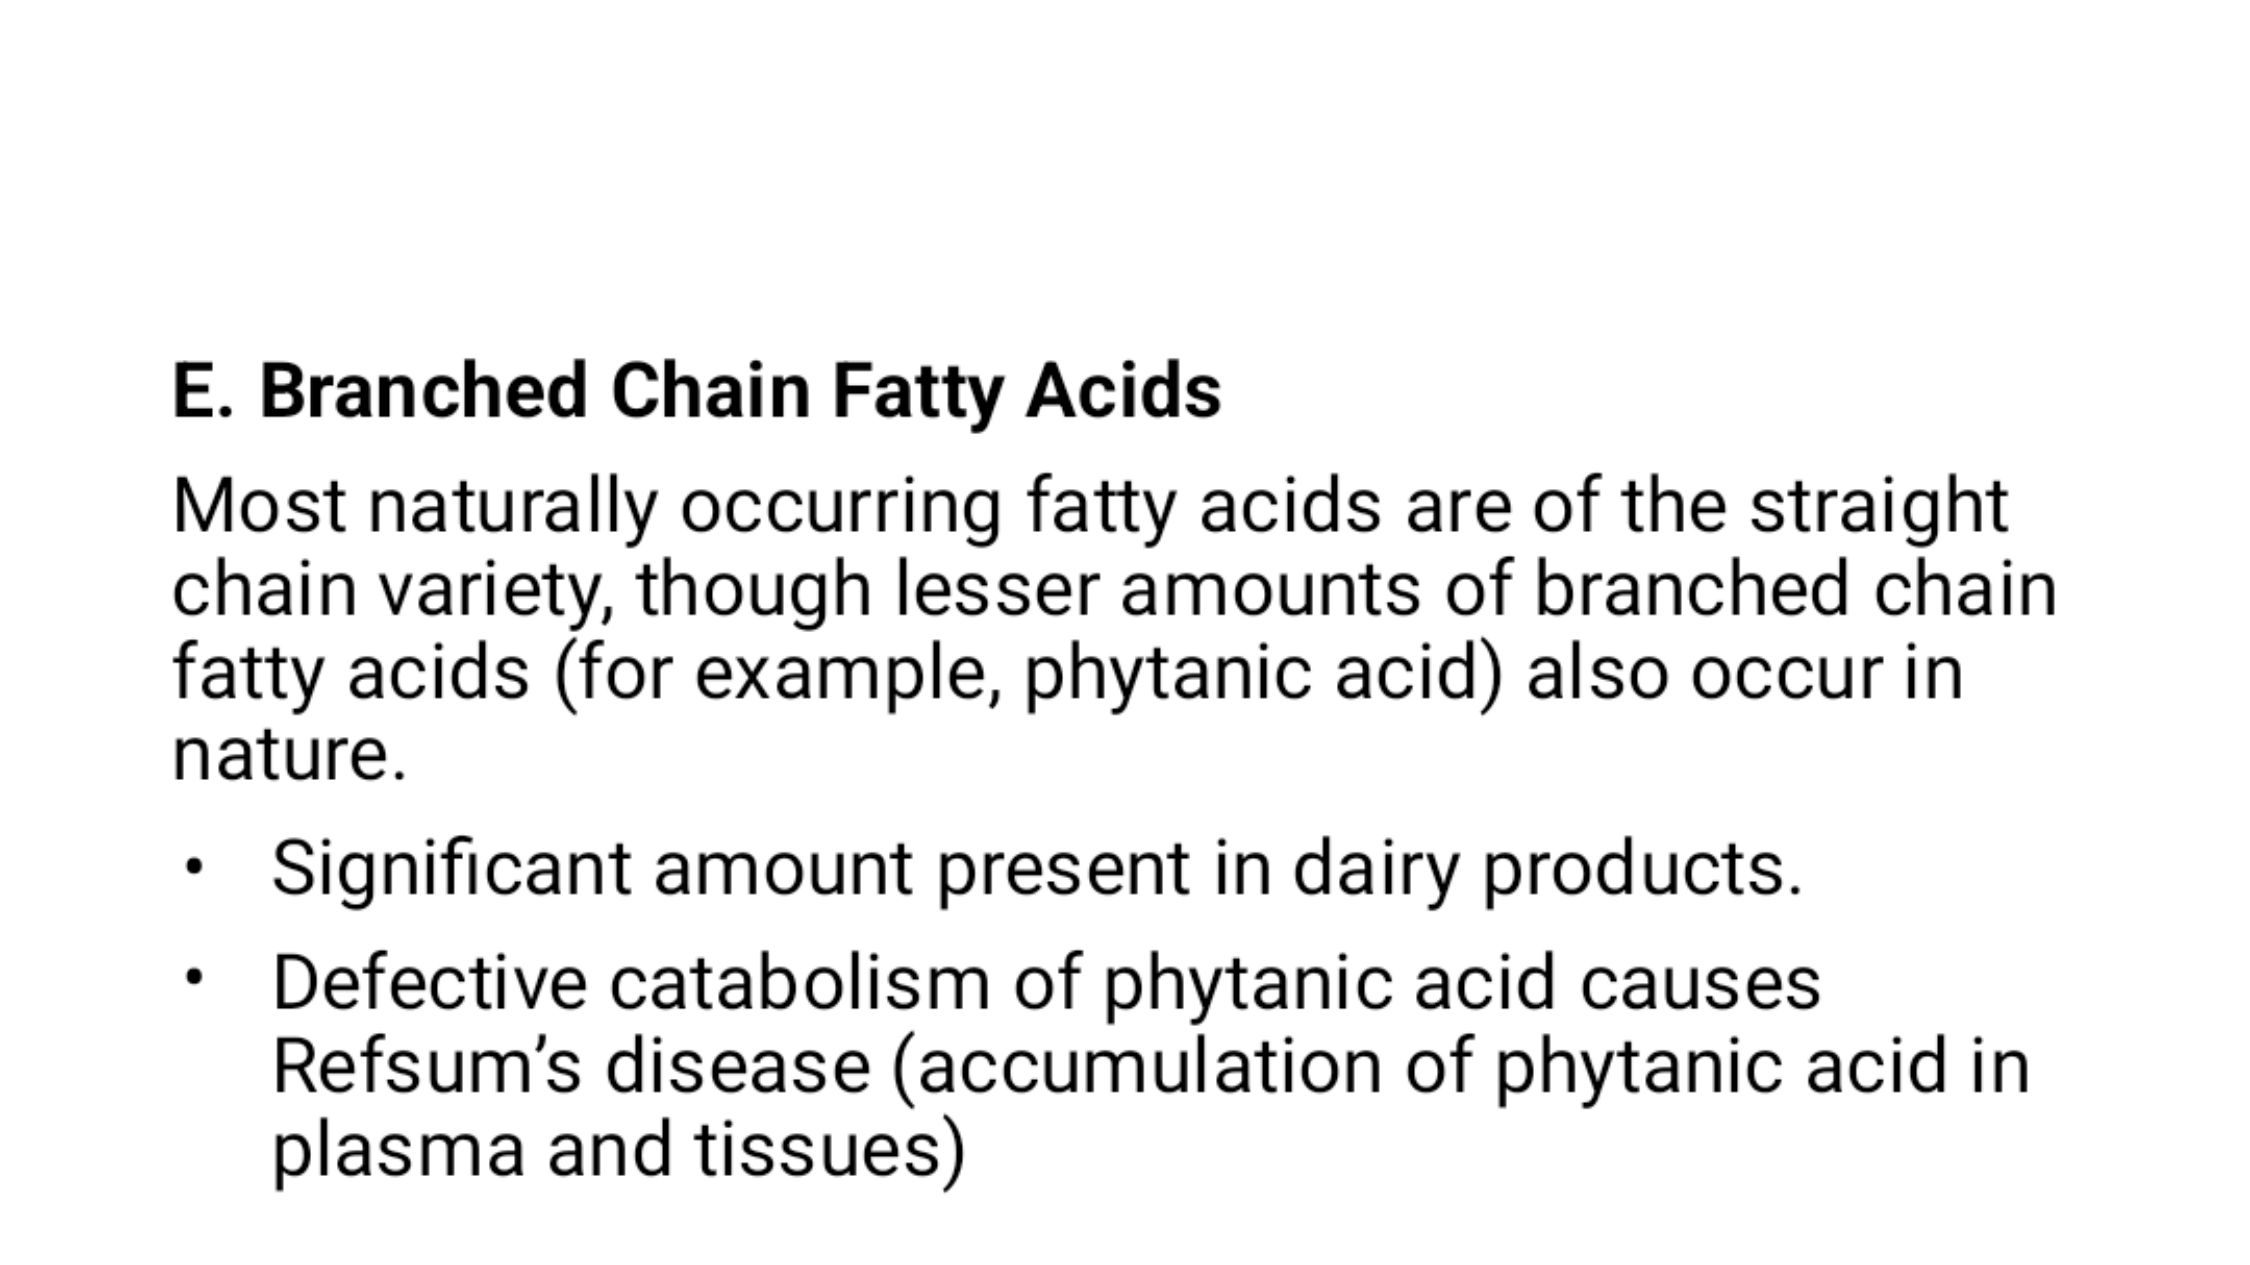 E. Branched Chain Fatty Acids
Most naturally occurring fatty acids are of the straight
chain variety, though lesser amounts of branched chain
fatty acids (for example, phytanic acid) also occur in
nature.
• Significant amount present in dairy products.
• Defective catabolism of phytanic acid causes
Refsum’s disease (accumulation of phytanic acid in
plasma and tissues)